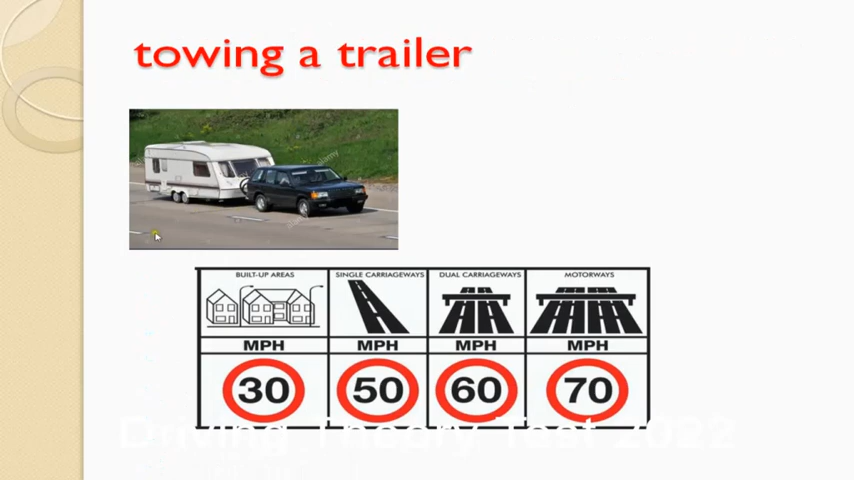 towing a trailer
alamy
BUILT-UP AREAS SINGLE CARRIAGEWAYS DUAL CARRIAGEWAYS MOTORWAYS
MPH MPH MPH MPH
30 50 60 70
Driving Theory Test 2022